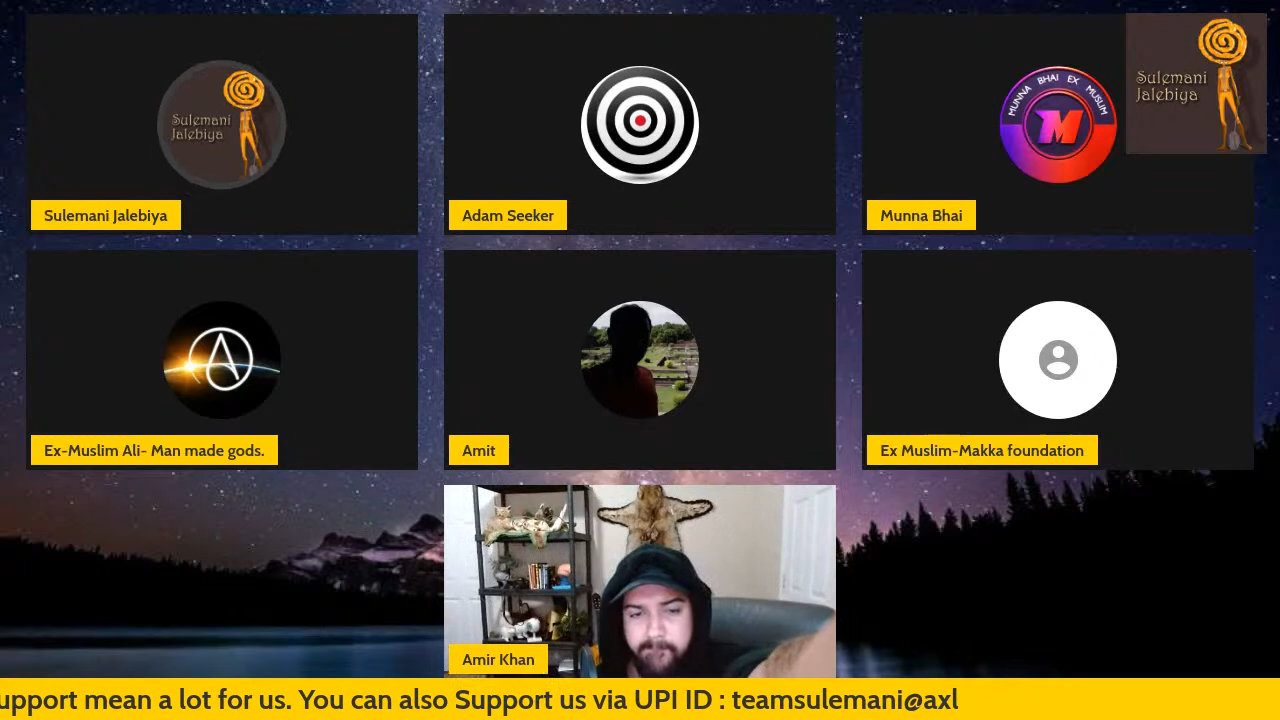 Sulemani
Jalebiya
Sulemani Jalebiya
Adam Seeker
MUNNA BHAI EX MUSLIM
M
Munna Bhai
Sulemani
Jalebiya
Ex-Muslim Ali- Man made gods.
Amit
Ex Muslim-Makka foundation
Amir Khan
upport mean a lot for us. You can also Support us via UPI ID : teamsulemani@axl